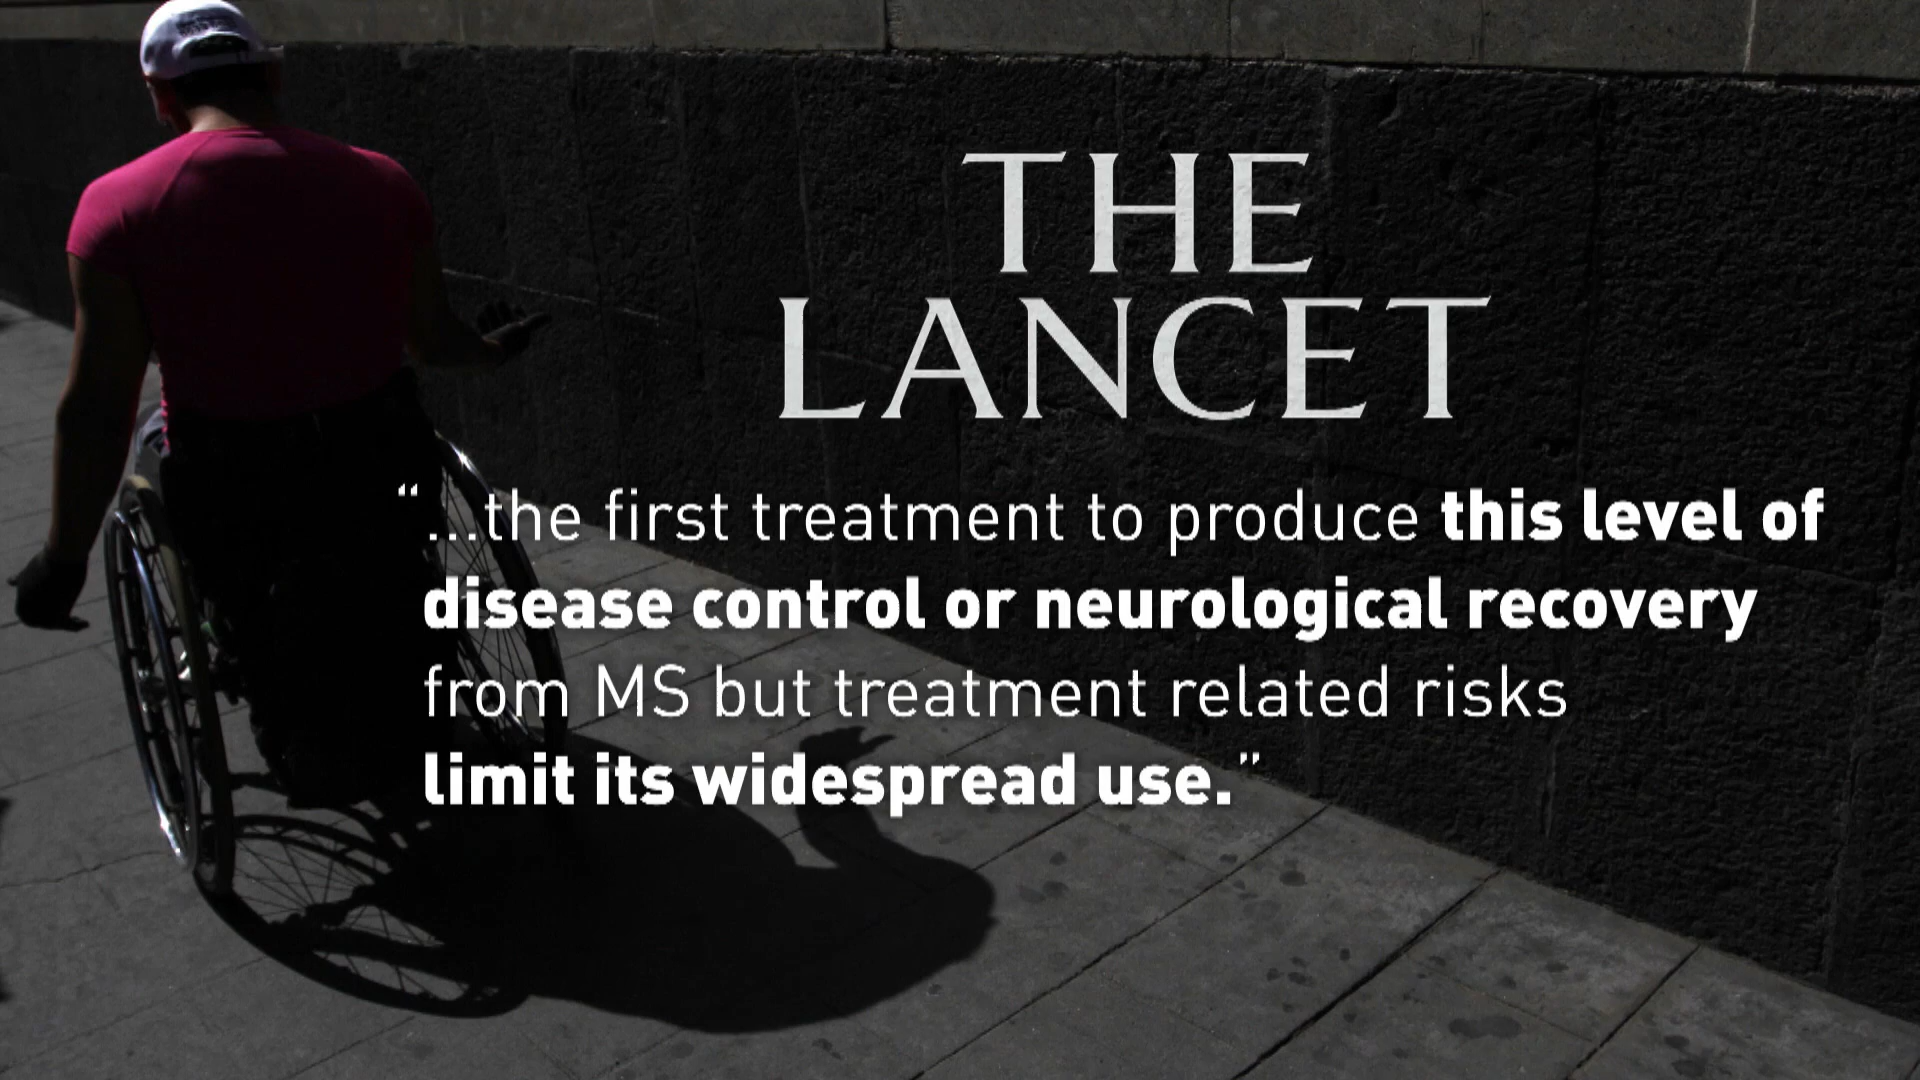 THE
LANCET
“...the first treatment to produce this level of
disease control or neurological recovery
from MS but treatment related risks
limit its widespread use.”